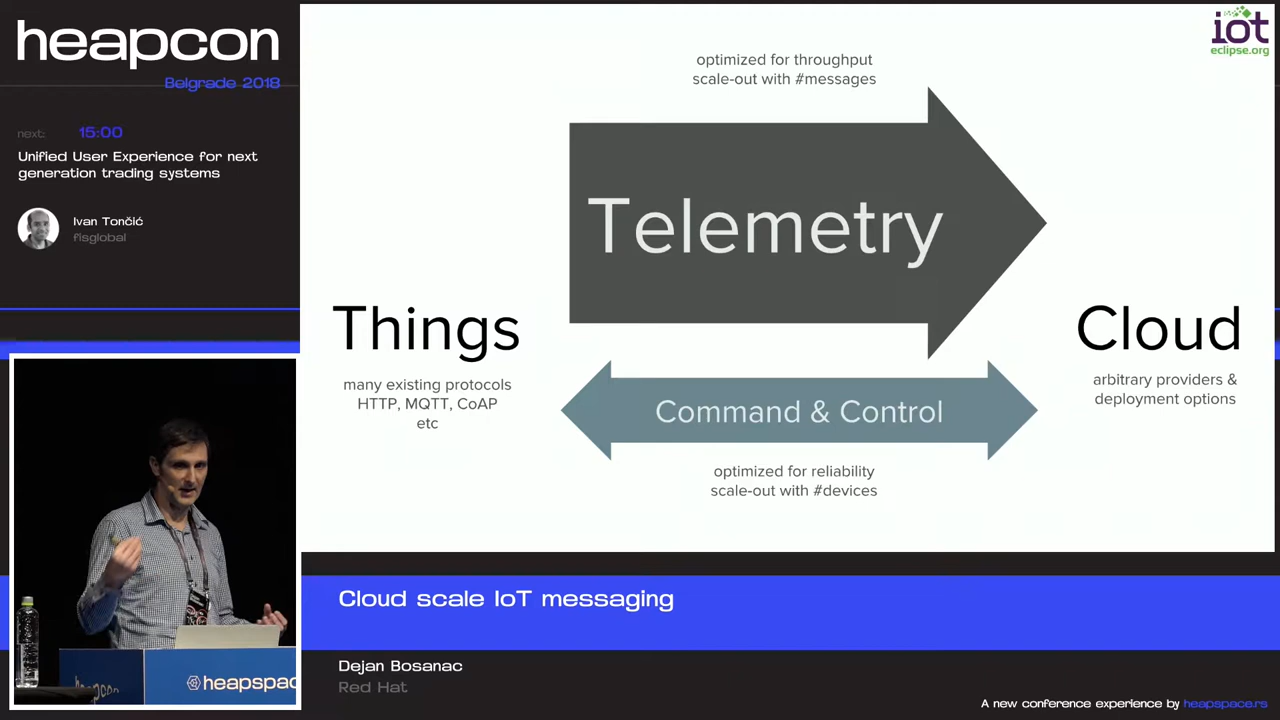 heapcon
Belgrade 2018
next: 15:00
Unified User Experience for next
generation trading systems
Ivan Tončić
fisglobal
iot
eclipse.org
optimized for throughput
scale-out with #messages
Telemetry
Things
many existing protocols
HTTP, MQTT, CoAP
etc
Cloud
arbitrary providers &
deployment options
Command & Control
optimized for reliability
scale-out with #devices
heapcon
heapspac
Cloud scale IoT messaging
Dejan Bosanac
Red Hat
A new conference experience by heapspace.rs